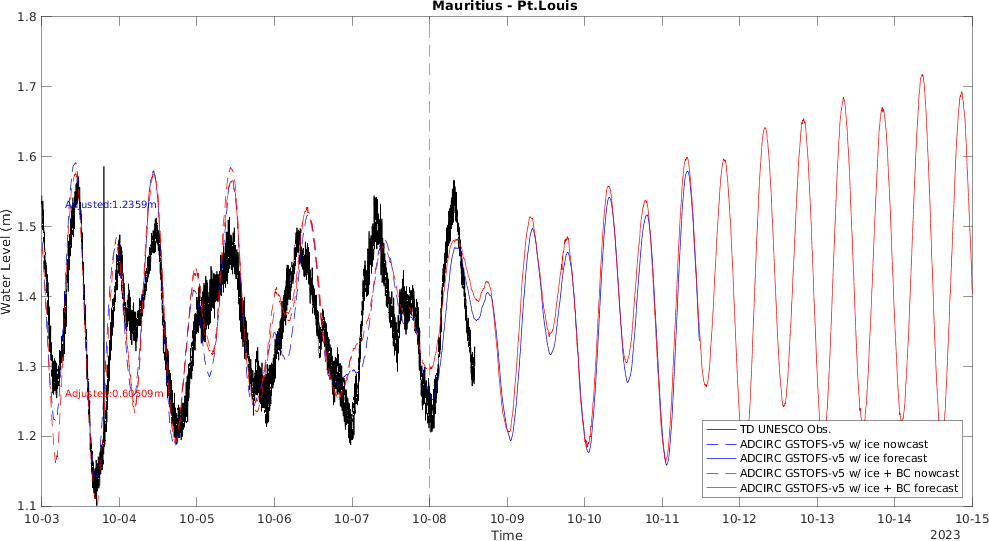 Mauritius - Pt.Louis
Water Level (m)
1.8
1.7
1.6
1.5
1.4
1.3
1.2
1.1
Adjusted:1.2359m
Adjusted:0.60509m
TD UNESCO Obs.
ADCIRC GSTOFS-v5 w/ ice nowcast
ADCIRC GSTOFS-v5 w/ ice forecast
ADCIRC GSTOFS-v5 w/ ice + BC nowcast
ADCIRC GSTOFS-v5 w/ ice + BC forecast
10-03 10-04 10-05 10-06 10-07 10-08 10-09 10-10 10-11 10-12 10-13 10-14 10-15
Time
2023